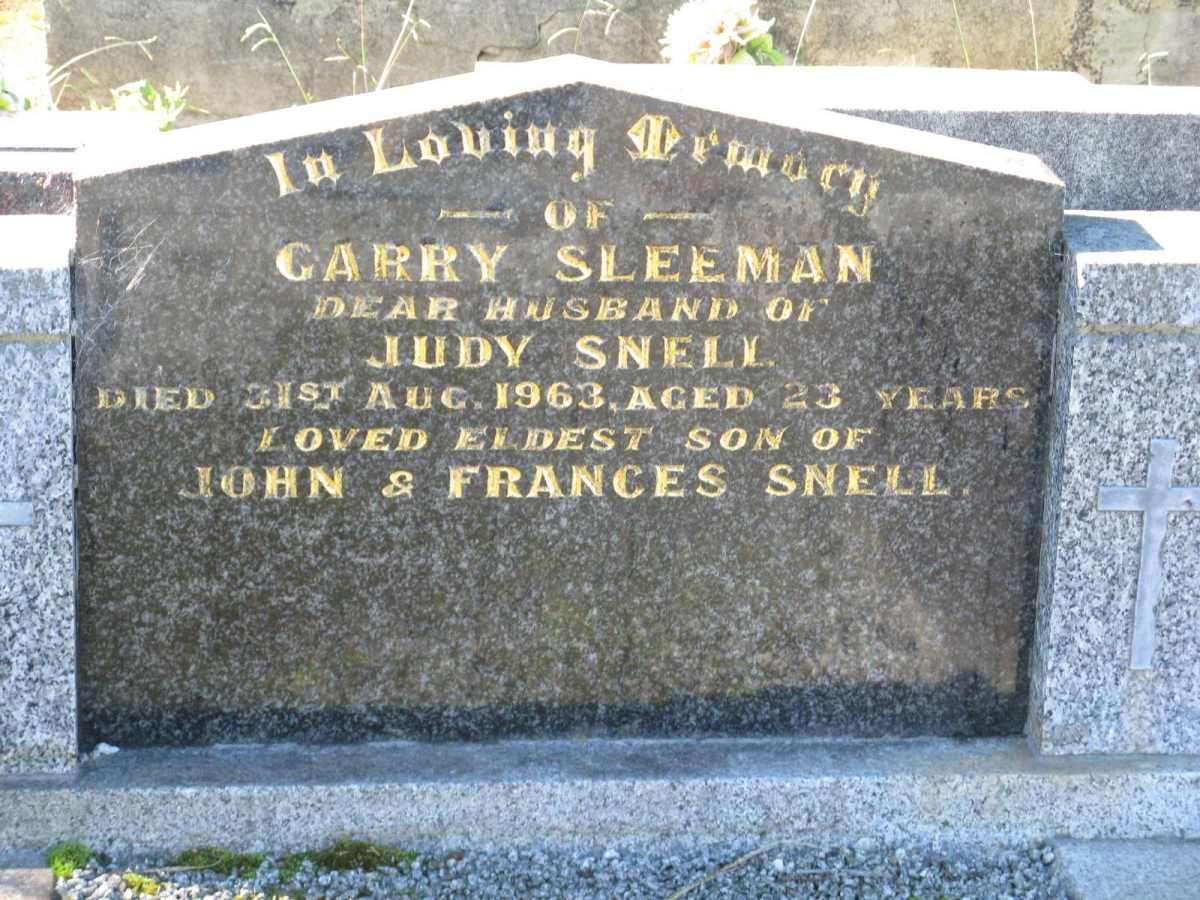 In Loving Memory
— OF —
GARRY SLEEMAN
DEAR HUSBAND OF
JUDY SNELL
DIED 31ST AUG. 1963, AGED 23 YEARS
LOVED ELDEST SON OF
JOHN & FRANCES SNELL.